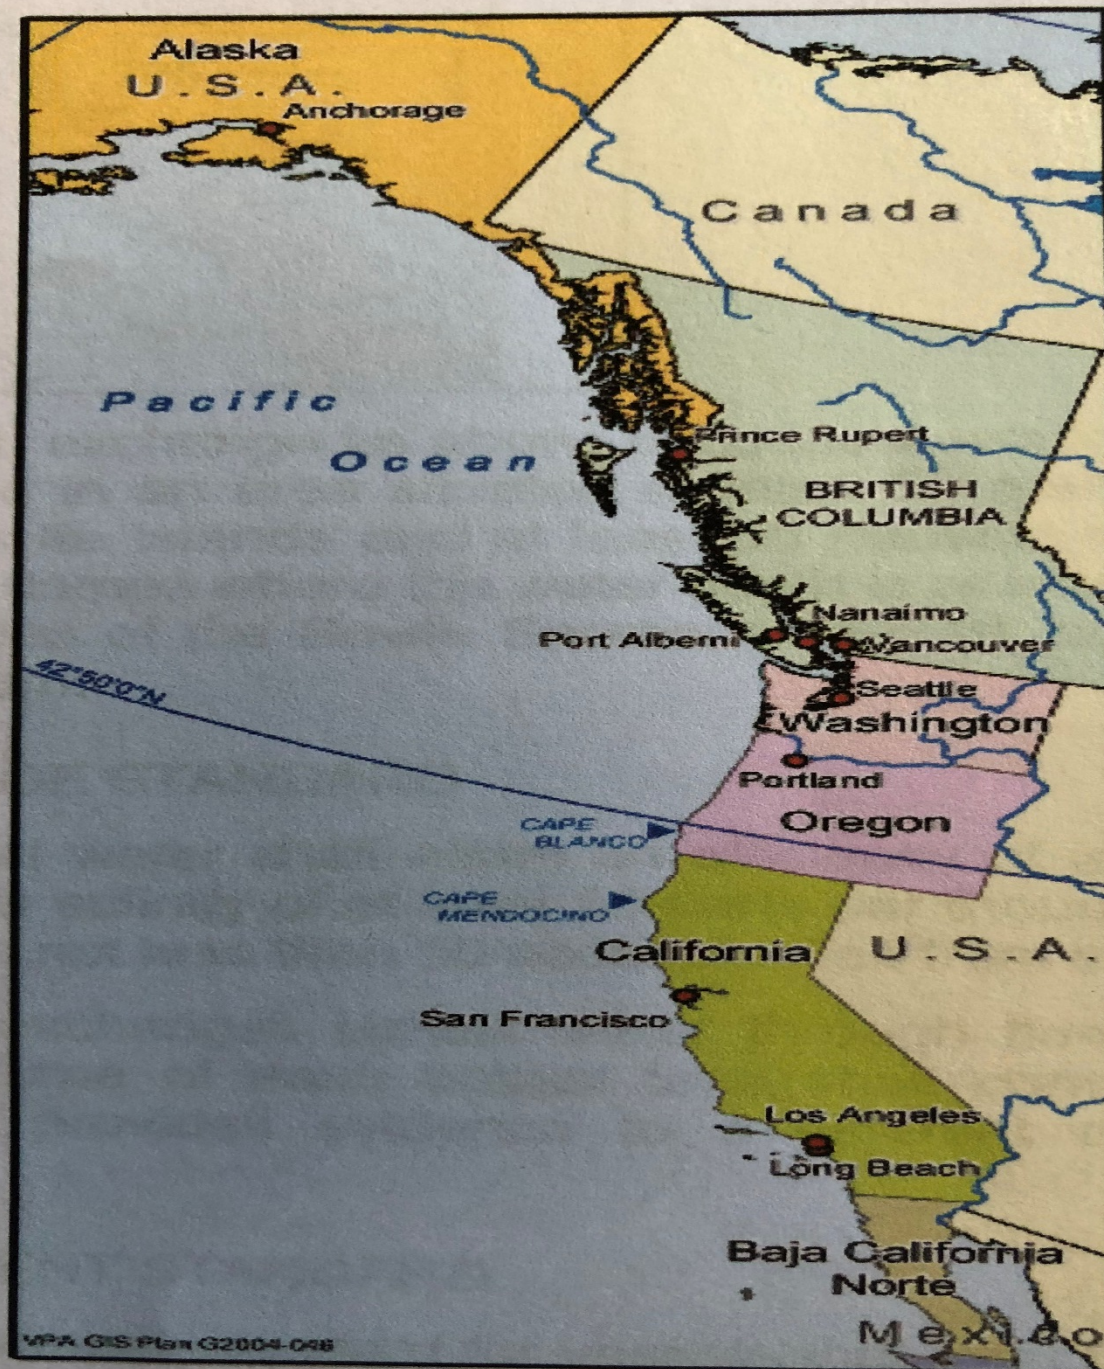 Alaska
U.S.A.
Anchorage
Canada
Pacific
Ocean
Prince Rupert
BRITISH
COLUMBIA
Nanaimo
Port Alberni
Vancouver
42°50'0"N
Seattle
Washington
Portland
CAPE
BLANCO
Oregon
CAPE
MENDOCINO
California
U.S.A.
San Francisco
Los Angeles
Long Beach
Baja California
Norte
Mexico
VPA GIS Plan G2004-046